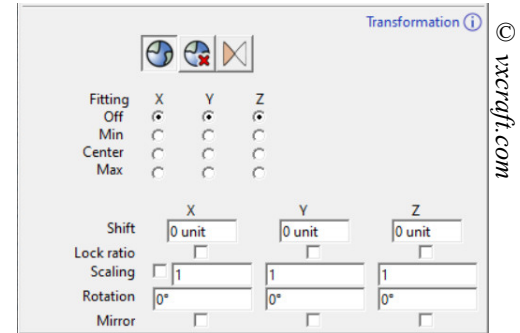 Transformation i
Fitting X Y Z
Off
Min
Center
Max
X Y Z
Shift 0 unit 0 unit 0 unit
Lock ratio
Scaling 1 1 1
Rotation 0° 0° 0°
Mirror
© vxcraft.com